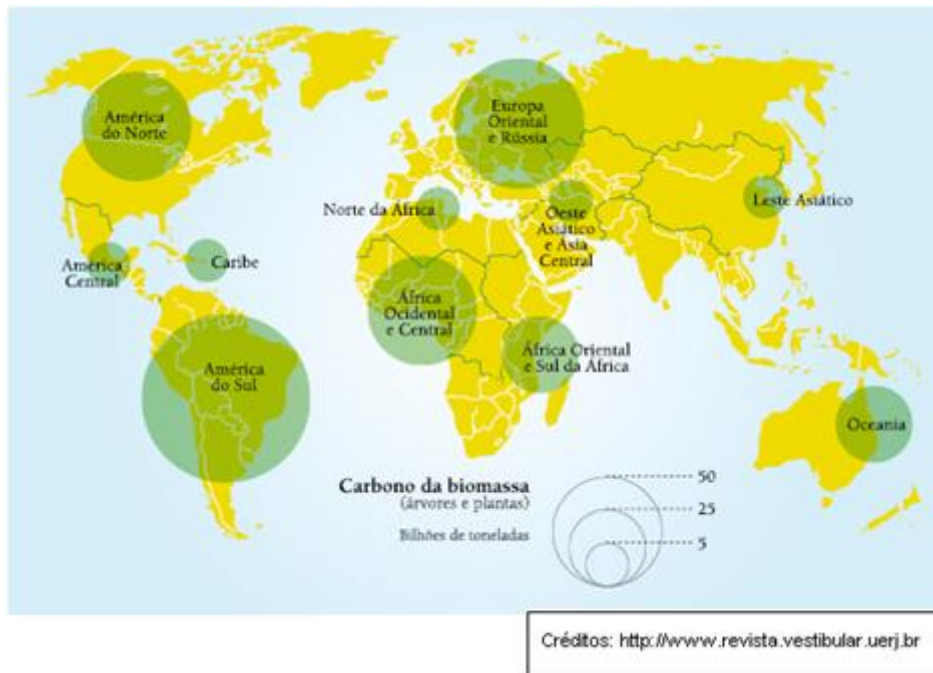 América
do Norte
Europa
Oriental
e Rússia
Norte da África
Oeste
Asiático
e Ásia
Central
Leste Asiático
América
Central
Caribe
África
Ocidental
e Central
África Oriental
e Sul da África
América
do Sul
Oceania
Carbono da biomassa
(árvores e plantas)
Bilhões de toneladas
50
25
5
Créditos: http://www.revista.vestibular.uerj.br